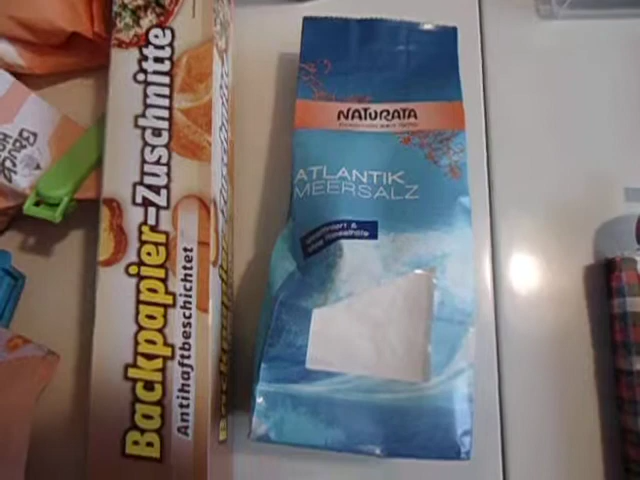 Backpapier-Zuschnitte
Antihaftbeschichtet
NATURATA
ATLANTIK
MEERSALZ